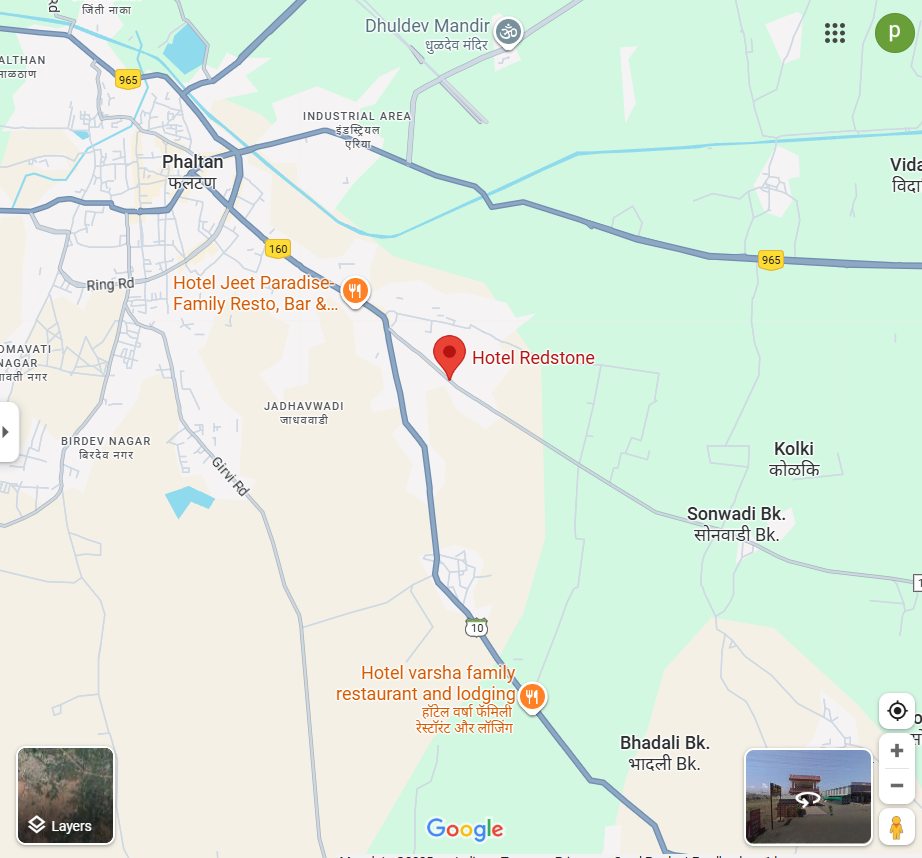 Rd
जिंती नाका
Dhuldev Mandir
धुळदेव मंदिर
p
ALTHAN
965
INDUSTRIAL AREA
इंडस्ट्रियल
एरिया
Phaltan
फलटण
Vida
विदा
160
965
Hotel Jeet Paradise-
Family Resto, Bar &...
Ring Rd
Hotel Redstone
OMAVATI
NAGAR
ावती नगर
JADHAVWADI
जाधववाडी
BIRDEV NAGAR
बिरदेव नगर
Girvi Rd
Kolki
कोळकि
Sonwadi Bk.
सोनवाडी Bk.
1
10
Hotel varsha family
restaurant and lodging
हॉटेल वर्षा फॅमिली
रेस्टॉरंट और लॉजिंग
Bhadali Bk.
भादली Bk.
Layers
Google